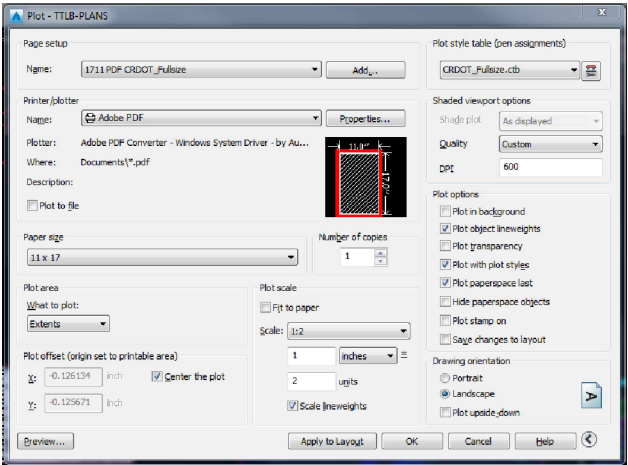 Plot - TTLB-PLANS
Page setup
Name: 1711 PDF CRDOT_Fullsize Add...
Printer/plotter
Name: Adobe PDF Properties...
Plotter: Adobe PDF Converter - Windows System Driver - by Au...
Where: Documents\*.pdf
Description:
Plot to file
11.0''
17.0''
Paper size
11 x 17
Number of copies
1
Plot area
What to plot:
Extents
Plot offset (origin set to printable area)
X: -0.126134 inch Center the plot
Y: -0.125671 inch
Plot scale
Fit to paper
Scale: 1:2
1 inches =
2 units
Scale lineweights
Plot style table (pen assignments)
CRDOT_Fullsize.ctb
Shaded viewport options
Shade plot As displayed
Quality Custom
DPI 600
Plot options
Plot in background
Plot object lineweights
Plot transparency
Plot with plot styles
Plot paperspace last
Hide paperspace objects
Plot stamp on
Save changes to layout
Drawing orientation
Portrait
Landscape
Plot upside-down
A
Preview... Apply to Layout OK Cancel Help